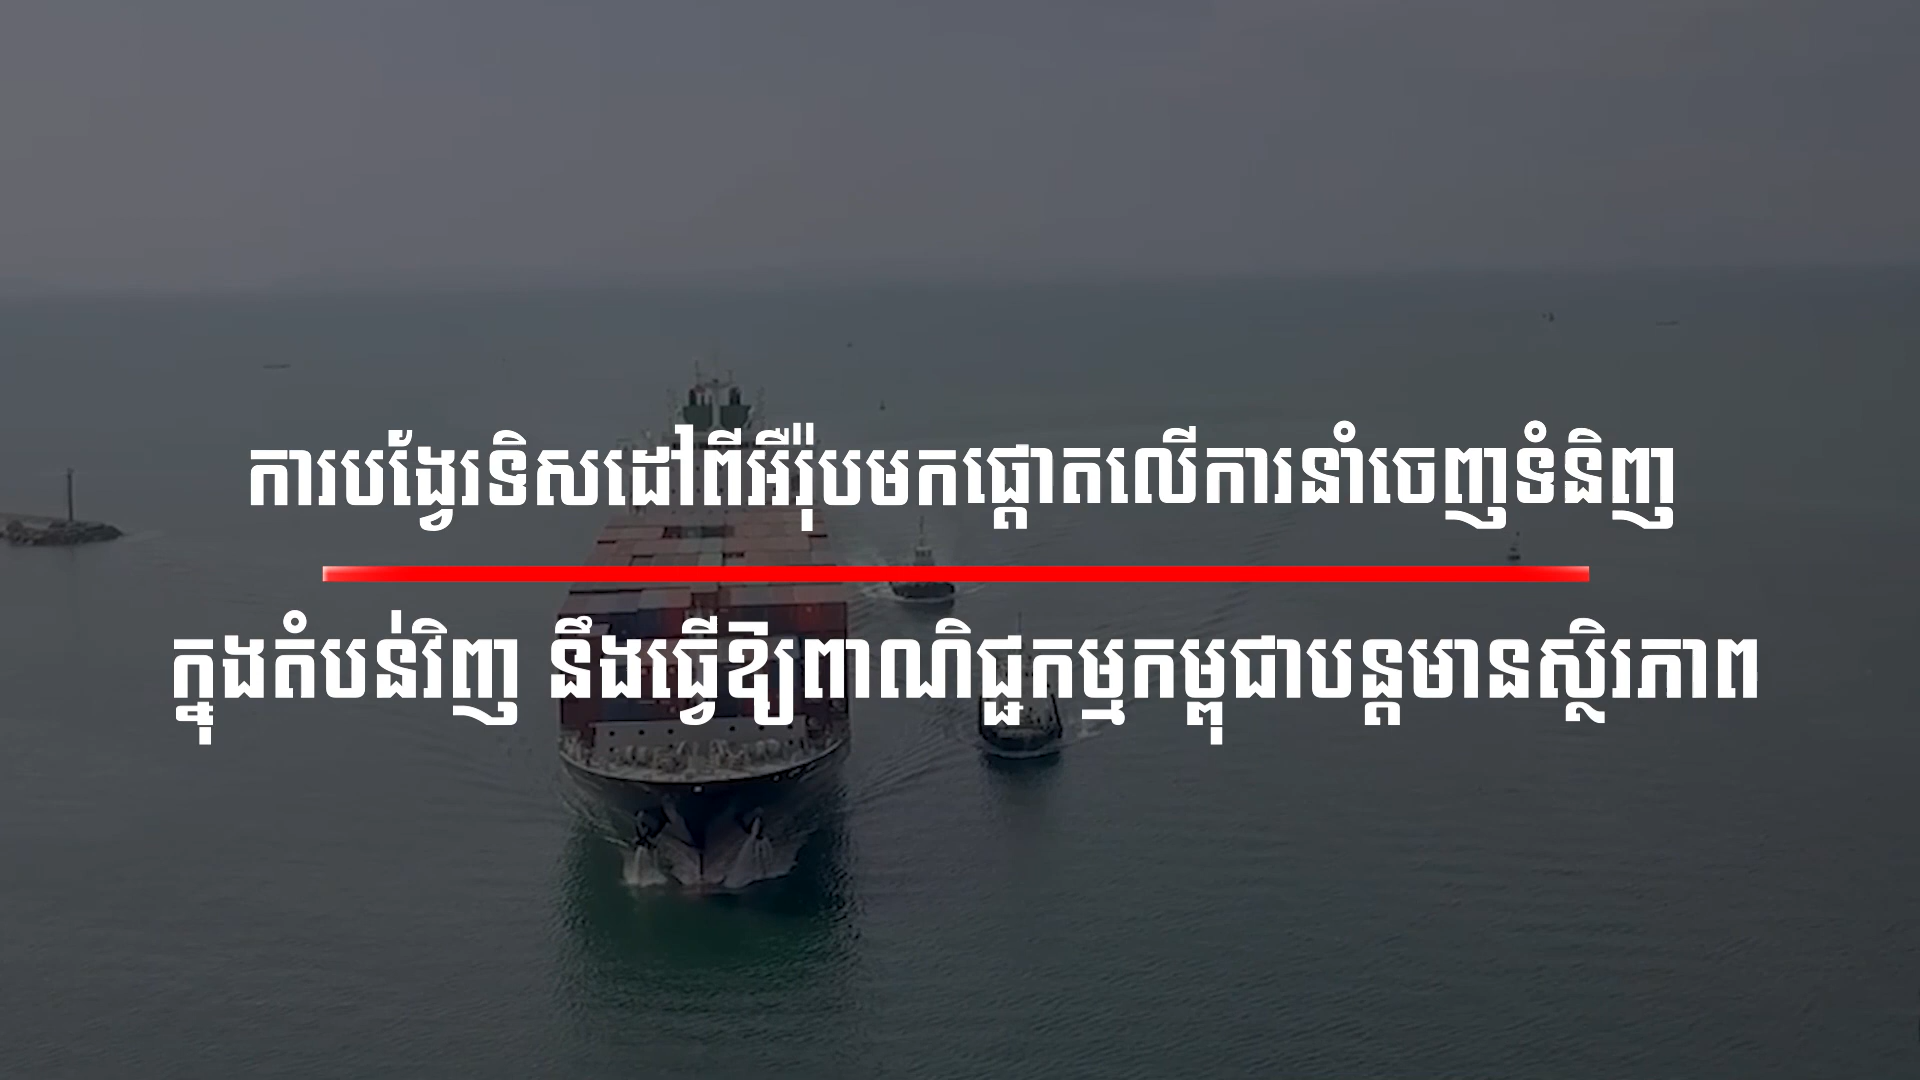 ការបង្វែរទិសដៅពីអឺរ៉ុបមកផ្តោតលើការនាំចេញទំនិញ
ក្នុងតំបន់វិញ នឹងធ្វើឱ្យពាណិជ្ជកម្មកម្ពុជាបន្តមានស្ថិរភាព